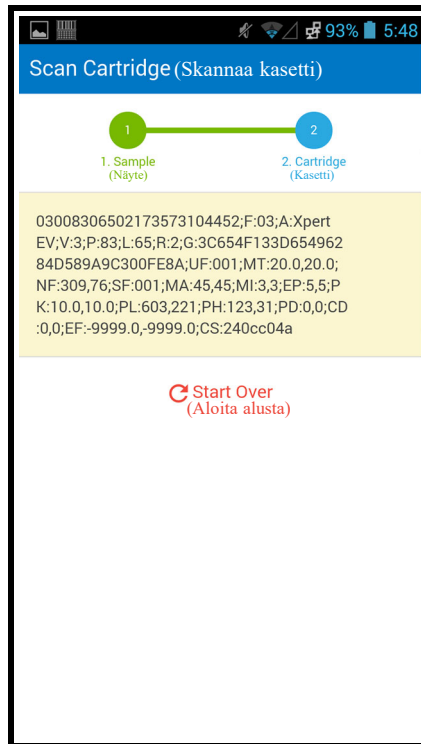 93% 5:48
Scan Cartridge (Skannaa kasetti)
1 2
1. Sample 2. Cartridge
(Näyte) (Kasetti)
03008306502173573104452;F:03;A:Xpert
EV;V:3;P:83;L:65;R:2;G:3C654F133D654962
84D589A9C300FE8A;UF:001;MT:20.0,20.0;
NF:309,76;SF:001;MA:45,45;MI:3,3;EP:5,5;P
K:10.0,10.0;PL:603,221;PH:123,31;PD:0,0;CD
:0,0;EF:-9999.0,-9999.0;CS:240cc04a
Start Over
(Aloita alusta)